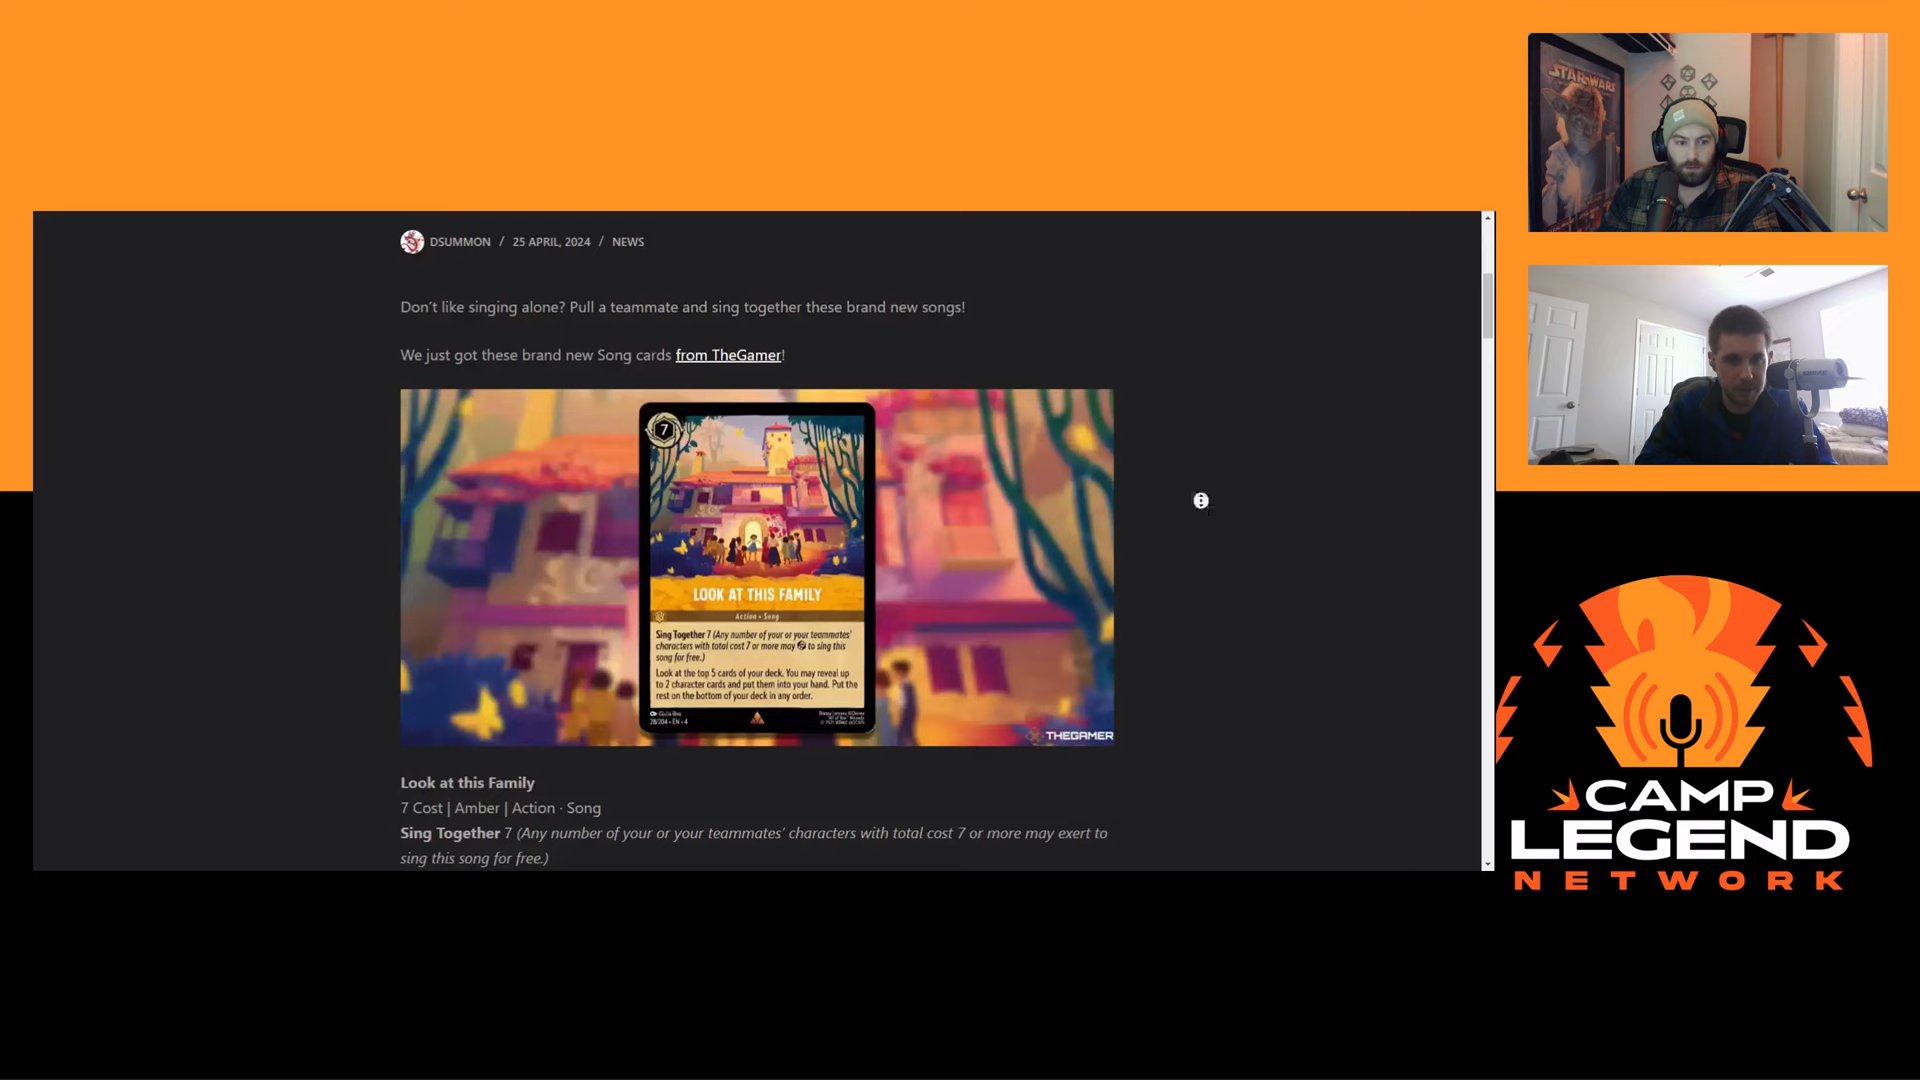 STAR WARS
DSUMMON / 25 APRIL, 2024 / NEWS
Don't like singing alone? Pull a teammate and sing together these brand new songs!
We just got these brand new Song cards from TheGamer!
7
LOOK AT THIS FAMILY
Action • Song
Sing Together 7 (Any number of your or your teammates'
characters with total cost 7 or more may to sing this
song for free.)
Look at the top 5 cards of your deck. You may reveal up
to 2 character cards and put them into your hand. Put the
rest on the bottom of your deck in any order.
28/204 • EN • 4
THEGAMER
Look at this Family
7 Cost | Amber | Action · Song
Sing Together 7 (Any number of your or your teammates' characters with total cost 7 or more may exert to
sing this song for free.)
CAMP
LEGEND
NETWORK